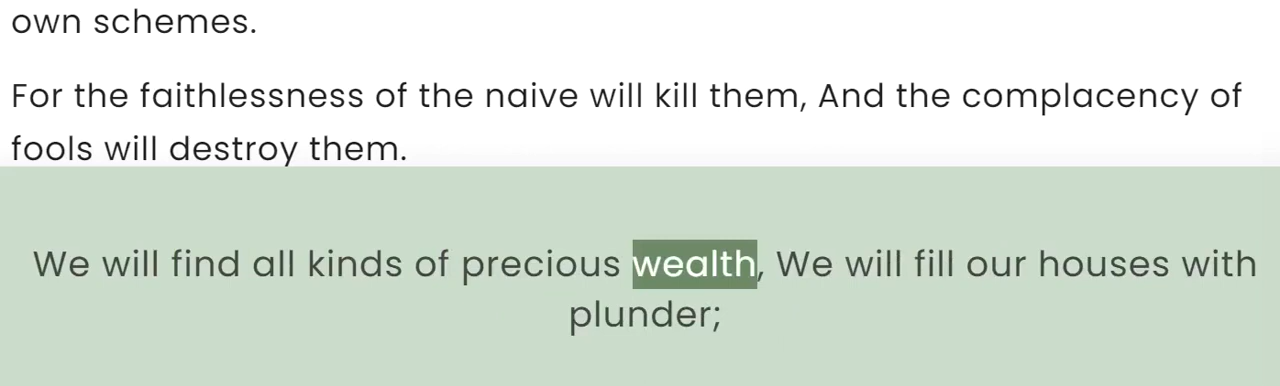 own schemes.
For the faithlessness of the naive will kill them, And the complacency of
fools will destroy them.
We will find all kinds of precious wealth, We will fill our houses with
plunder;